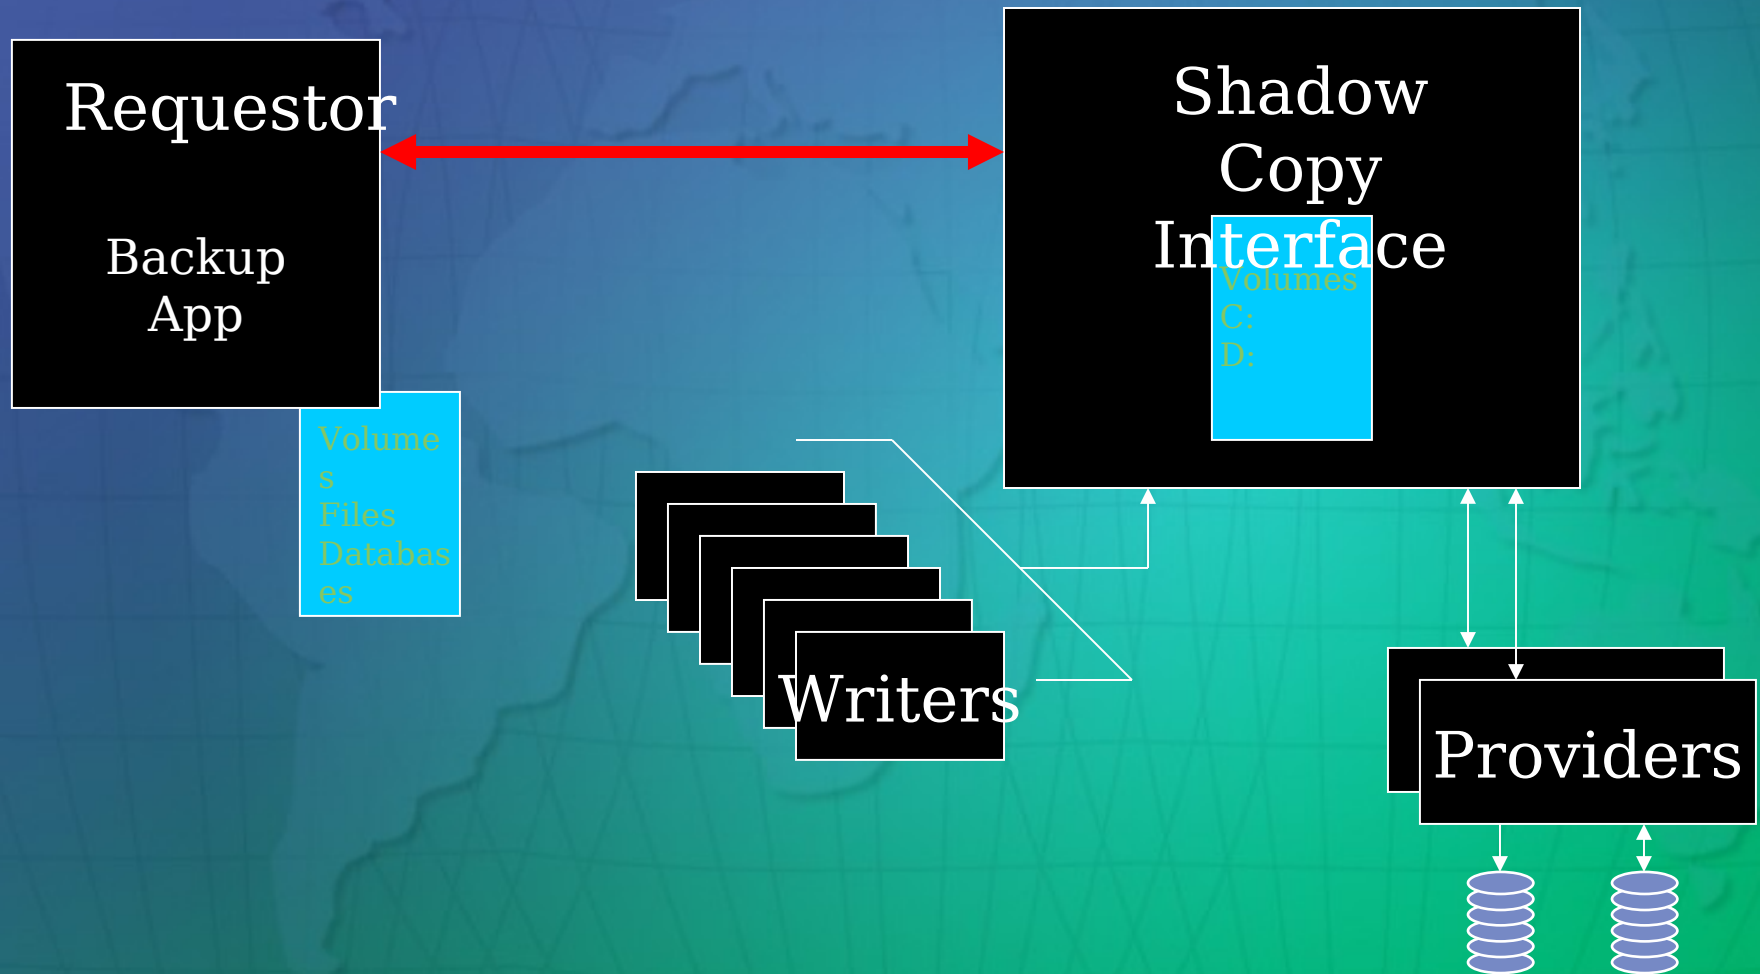 Requestor
Backup
App
Volume
s
Files
Databas
es
Shadow
Copy
Interface
Volumes
C:
D:
Writers
Providers